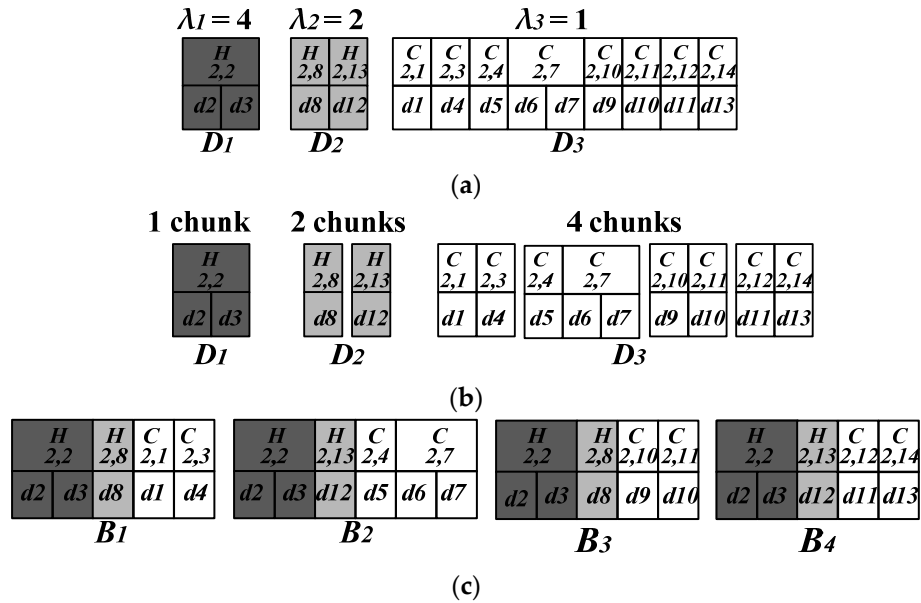 λ1 = 4 λ2 = 2 λ3 = 1
H H H C C C C C C C C
2,2 2,8 2,13 2,1 2,3 2,4 2,7 2,10 2,11 2,12 2,14
d2 d3 d8 d12 d1 d4 d5 d6 d7 d9 d10 d11 d13
D1 D2 D3
(a)
1 chunk 2 chunks 4 chunks
H H H C C C C C C C C
2,2 2,8 2,13 2,1 2,3 2,4 2,7 2,10 2,11 2,12 2,14
d2 d3 d8 d12 d1 d4 d5 d6 d7 d9 d10 d11 d13
D1 D2 D3
(b)
H H C C H H C C H H C C H H C C
2,2 2,8 2,1 2,3 2,2 2,13 2,4 2,7 2,2 2,8 2,10 2,11 2,2 2,13 2,12 2,14
d2 d3 d8 d1 d4 d2 d3 d12 d5 d6 d7 d2 d3 d8 d9 d10 d2 d3 d12 d11 d13
B1 B2 B3 B4
(c)